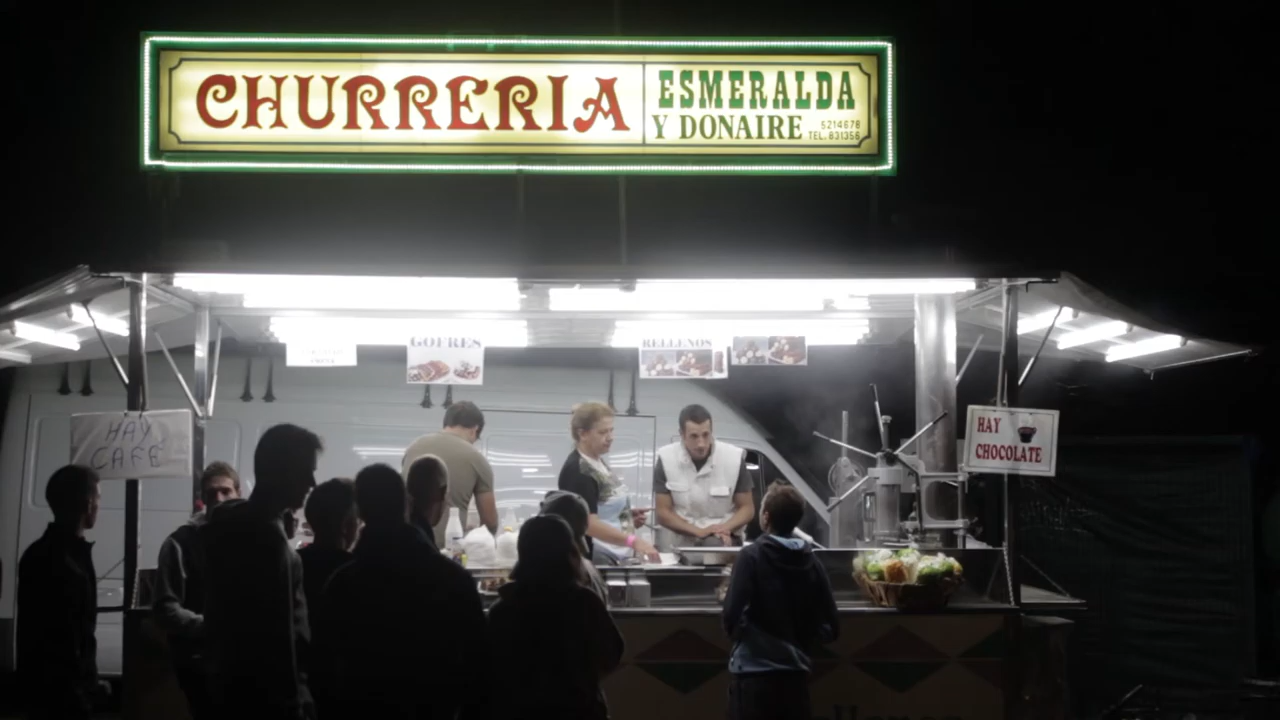 CHURRERIA
ESMERALDA
Y DONAIRE
5214678
TEL. 831356
GOFRES
RELLENOS
HAY
CAFE
HAY
CHOCOLATE